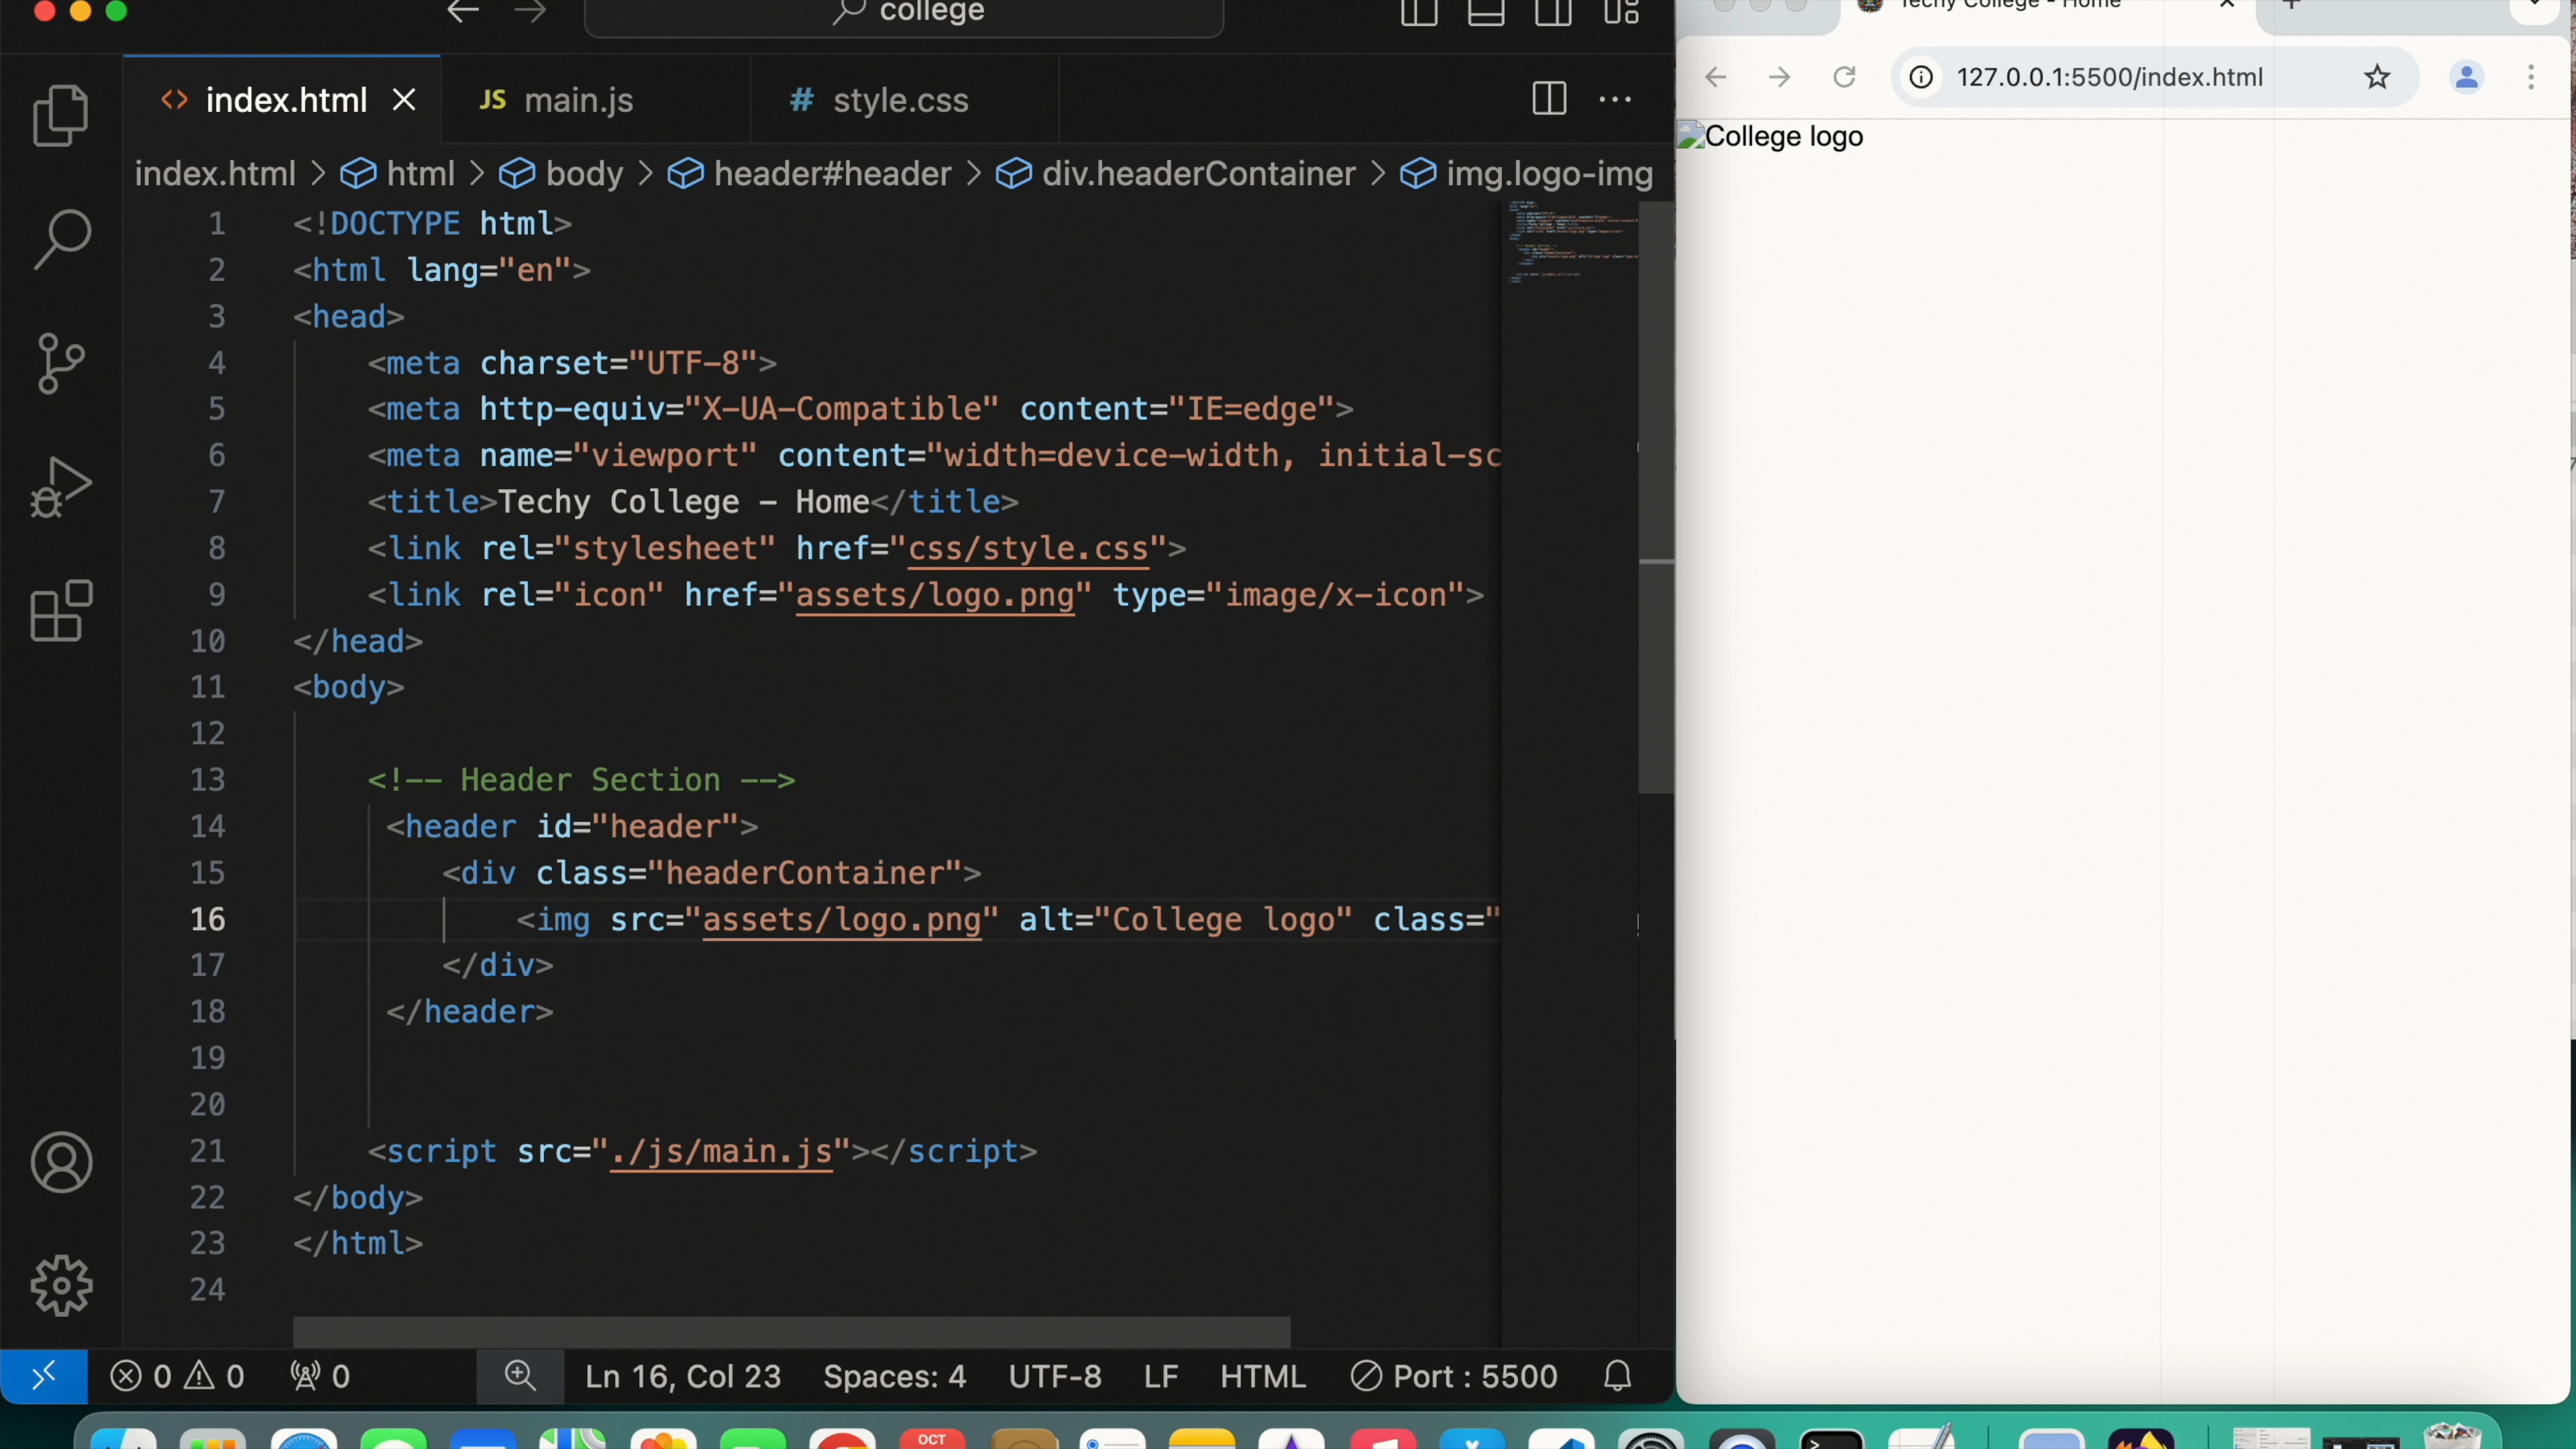 college
Techy College - Home
index.html
JS main.js
# style.css
127.0.0.1:5500/index.html
index.html > html > body > header#header > div.headerContainer > img.logo-img
College logo
1 <!DOCTYPE html>
2 <html lang="en">
3 <head>
4 <meta charset="UTF-8">
5 <meta http-equiv="X-UA-Compatible" content="IE=edge">
6 <meta name="viewport" content="width=device-width, initial-sc
7 <title>Techy College - Home</title>
8 <link rel="stylesheet" href="css/style.css">
9 <link rel="icon" href="assets/logo.png" type="image/x-icon">
10 </head>
11 <body>
12
13 <!-- Header Section -->
14 <header id="header">
15 <div class="headerContainer">
16 <img src="assets/logo.png" alt="College logo" class="
17 </div>
18 </header>
19
20
21 <script src="./js/main.js"></script>
22 </body>
23 </html>
24
0 0 0 Ln 16, Col 23 Spaces: 4 UTF-8 LF HTML Port : 5500
OCT